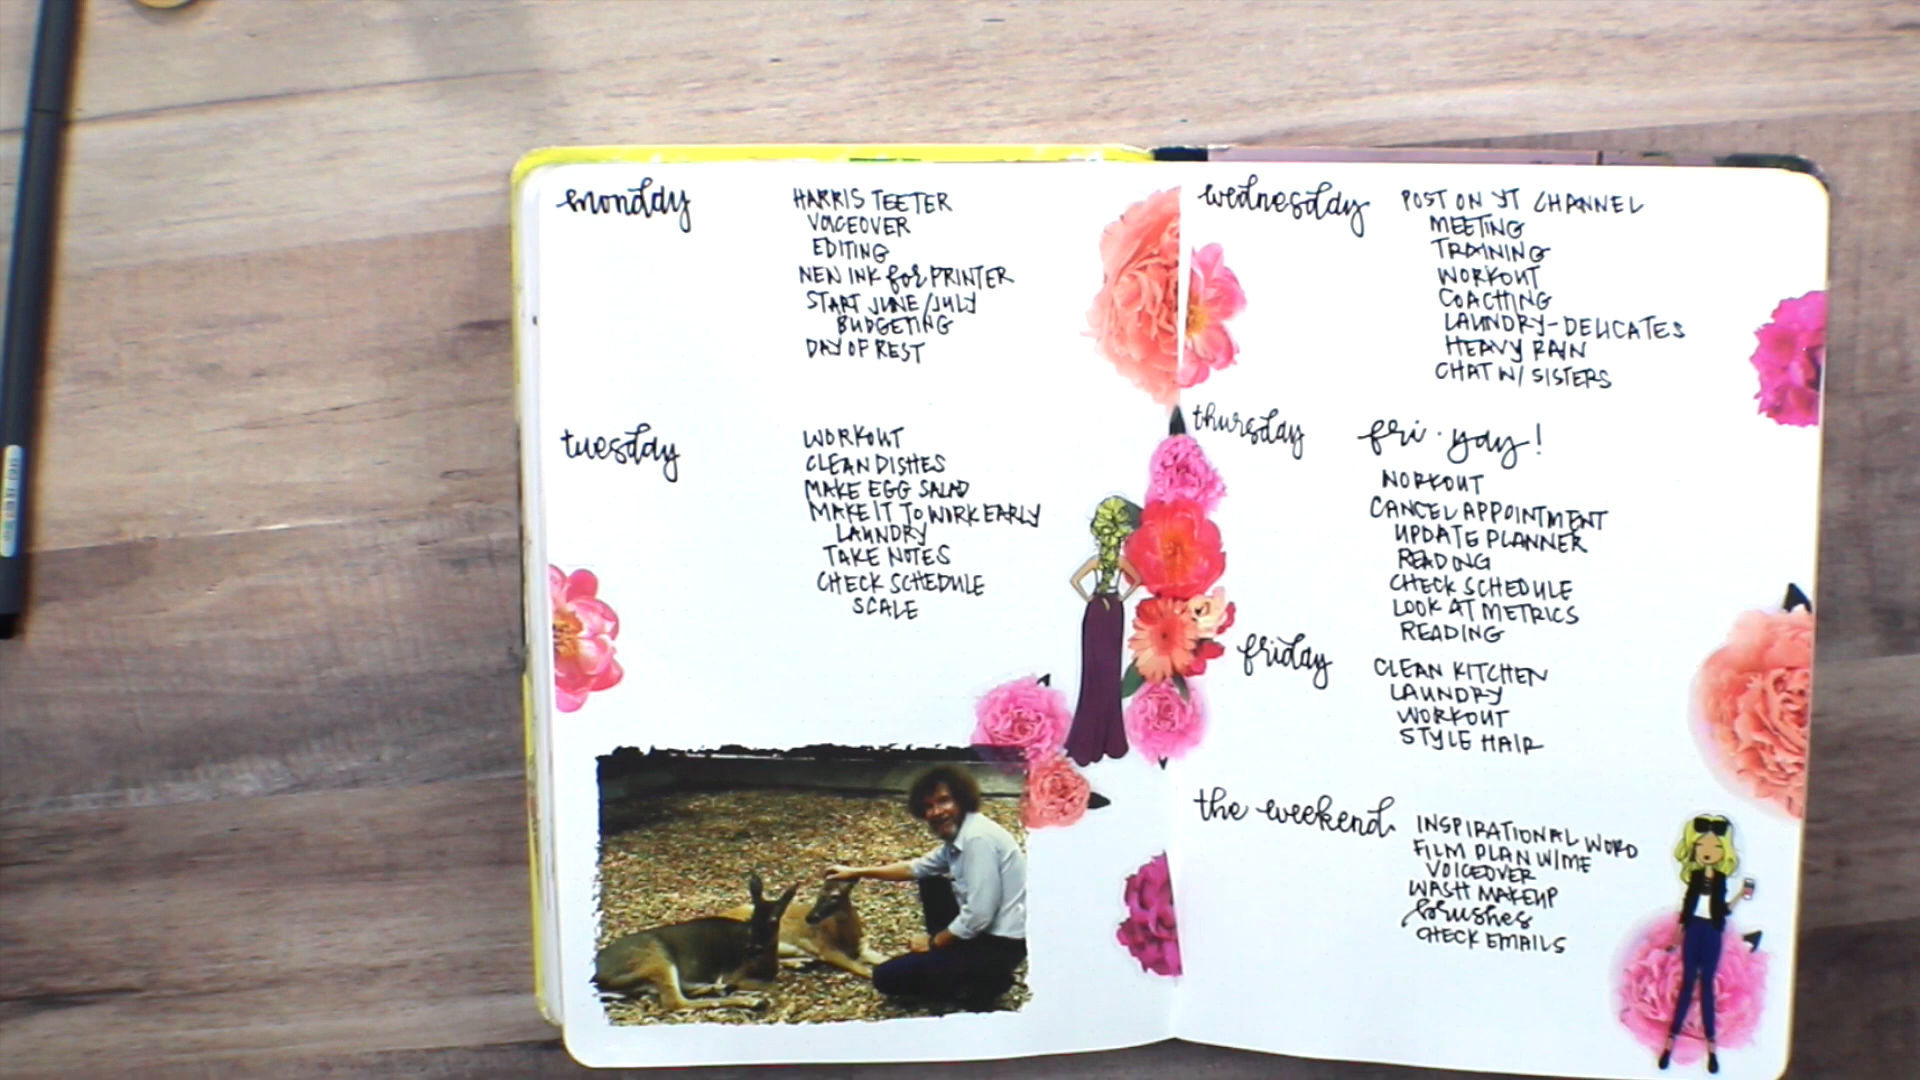 monday
HARRIS TEETER
VOICEOVER
EDITING
NEW INK for PRINTER
START JUNE/JULY
BUDGETING
DAY OF REST
tuesday
WORKOUT
CLEAN DISHES
MAKE EGG SALAD
MAKE IT TO WORK EARLY
LAUNDRY
TAKE NOTES
CHECK SCHEDULE
SCALE
wednesday
POST ON YT CHANNEL
MEETING
TRAINING
WORKOUT
COACHING
LAUNDRY-DELICATES
HEAVY RAIN
CHAT W/ SISTERS
thursday
fri·yay!
WORKOUT
CANCEL APPOINTMENT
UPDATE PLANNER
READING
CHECK SCHEDULE
LOOK AT METRICS
READING
friday
CLEAN KITCHEN
LAUNDRY
WORKOUT
STYLE HAIR
the weekend
INSPIRATIONAL WORD
FILM PLAN W/ME
VOICEOVER
WASH MAKEUP
brushes
CHECK EMAILS